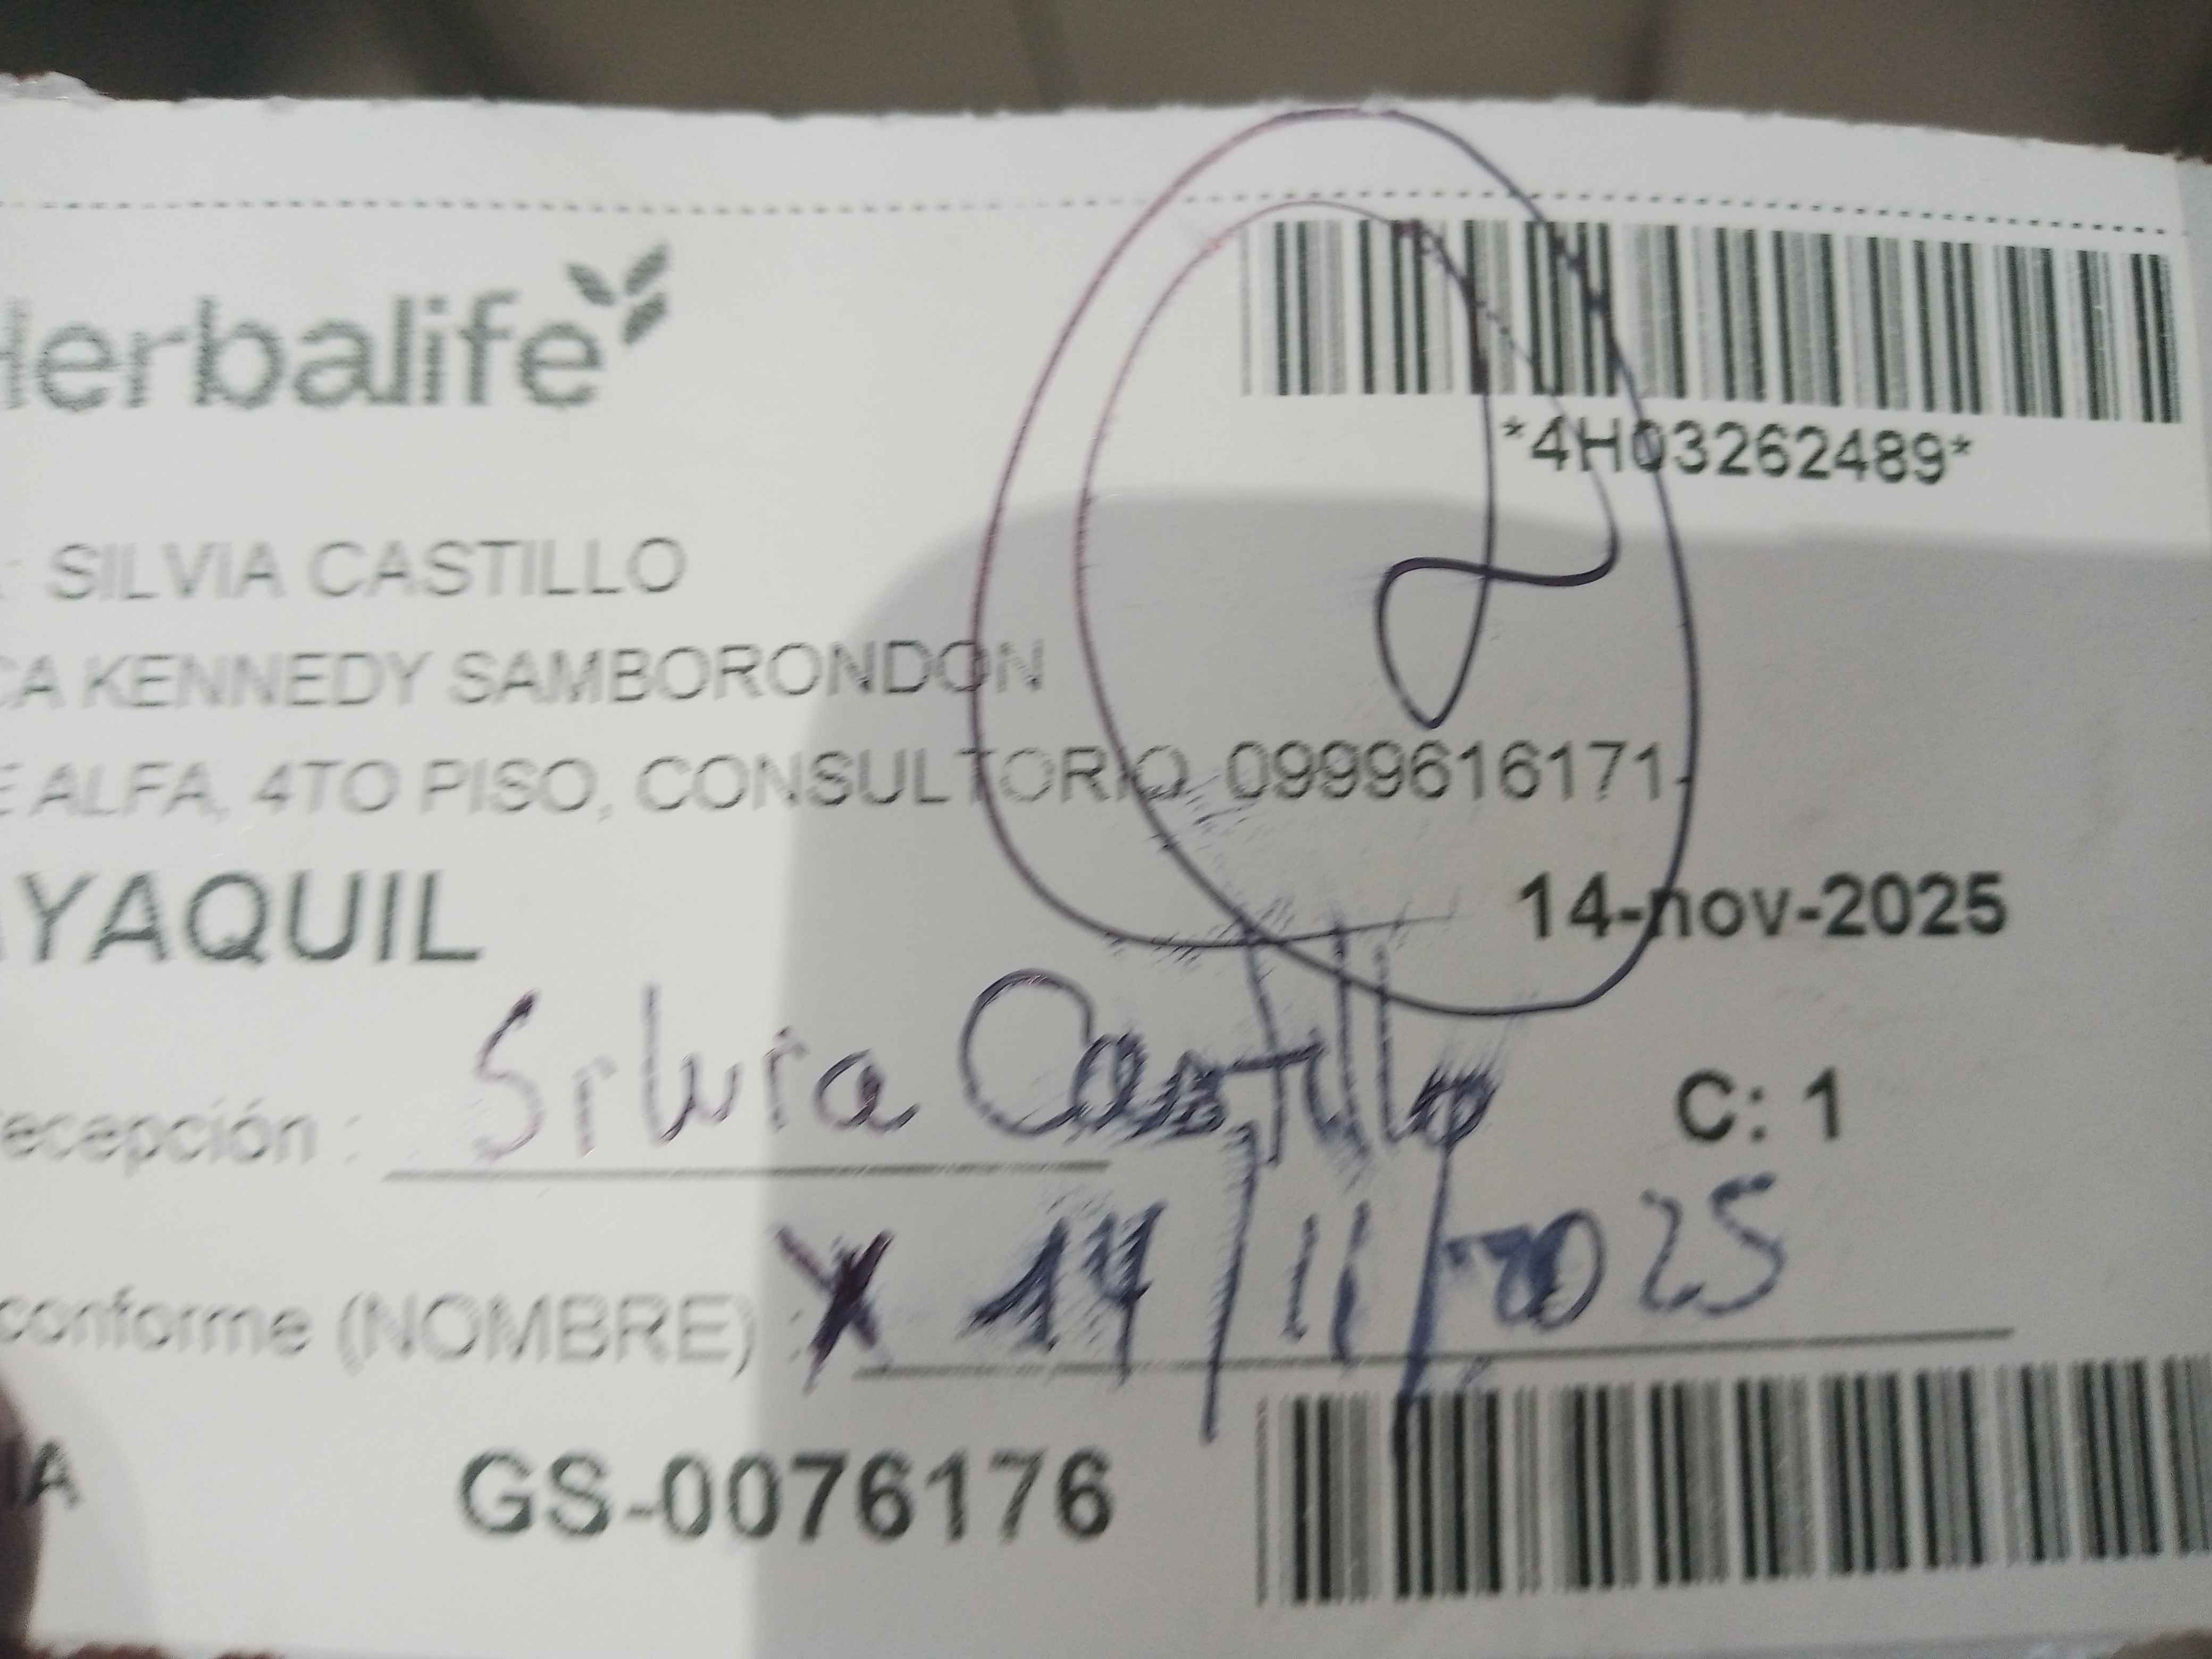 Herbalife
*4H03262489*
: SILVIA CASTILLO
CA KENNEDY SAMBORONDON
E ALFA, 4TO PISO, CONSULTORIO 0999616171
AYAQUIL
14-nov-2025
recepción : Silvia Castillo
C: 1
conforme (NOMBRE) : X 14/11/2025
IA
GS-0076176